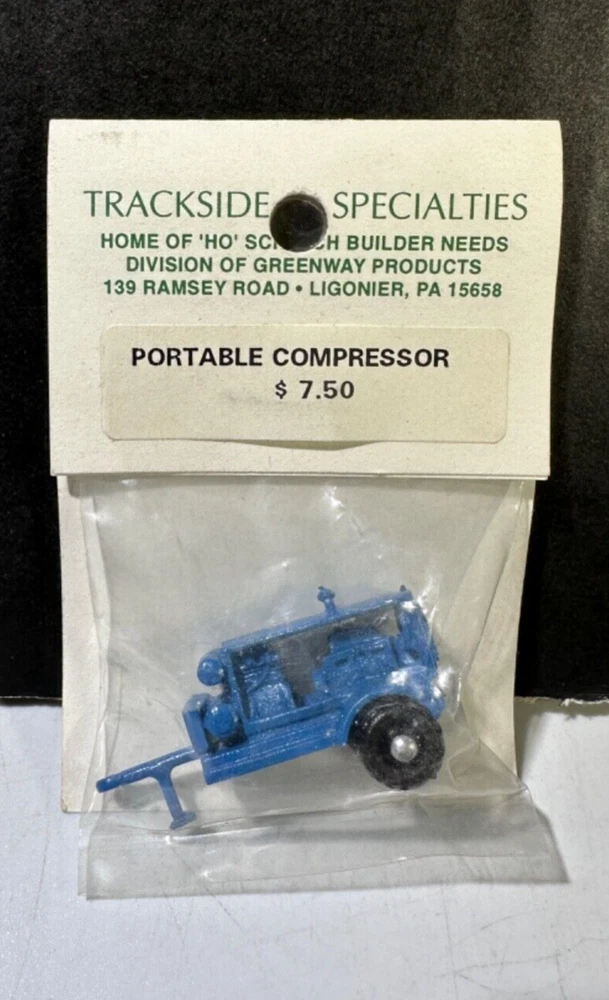 TRACKSIDE SPECIALTIES
HOME OF 'HO' BUILDER NEEDS
DIVISION OF GREENWAY PRODUCTS
139 RAMSEY ROAD • LIGONIER, PA 15658
PORTABLE COMPRESSOR
$ 7.50